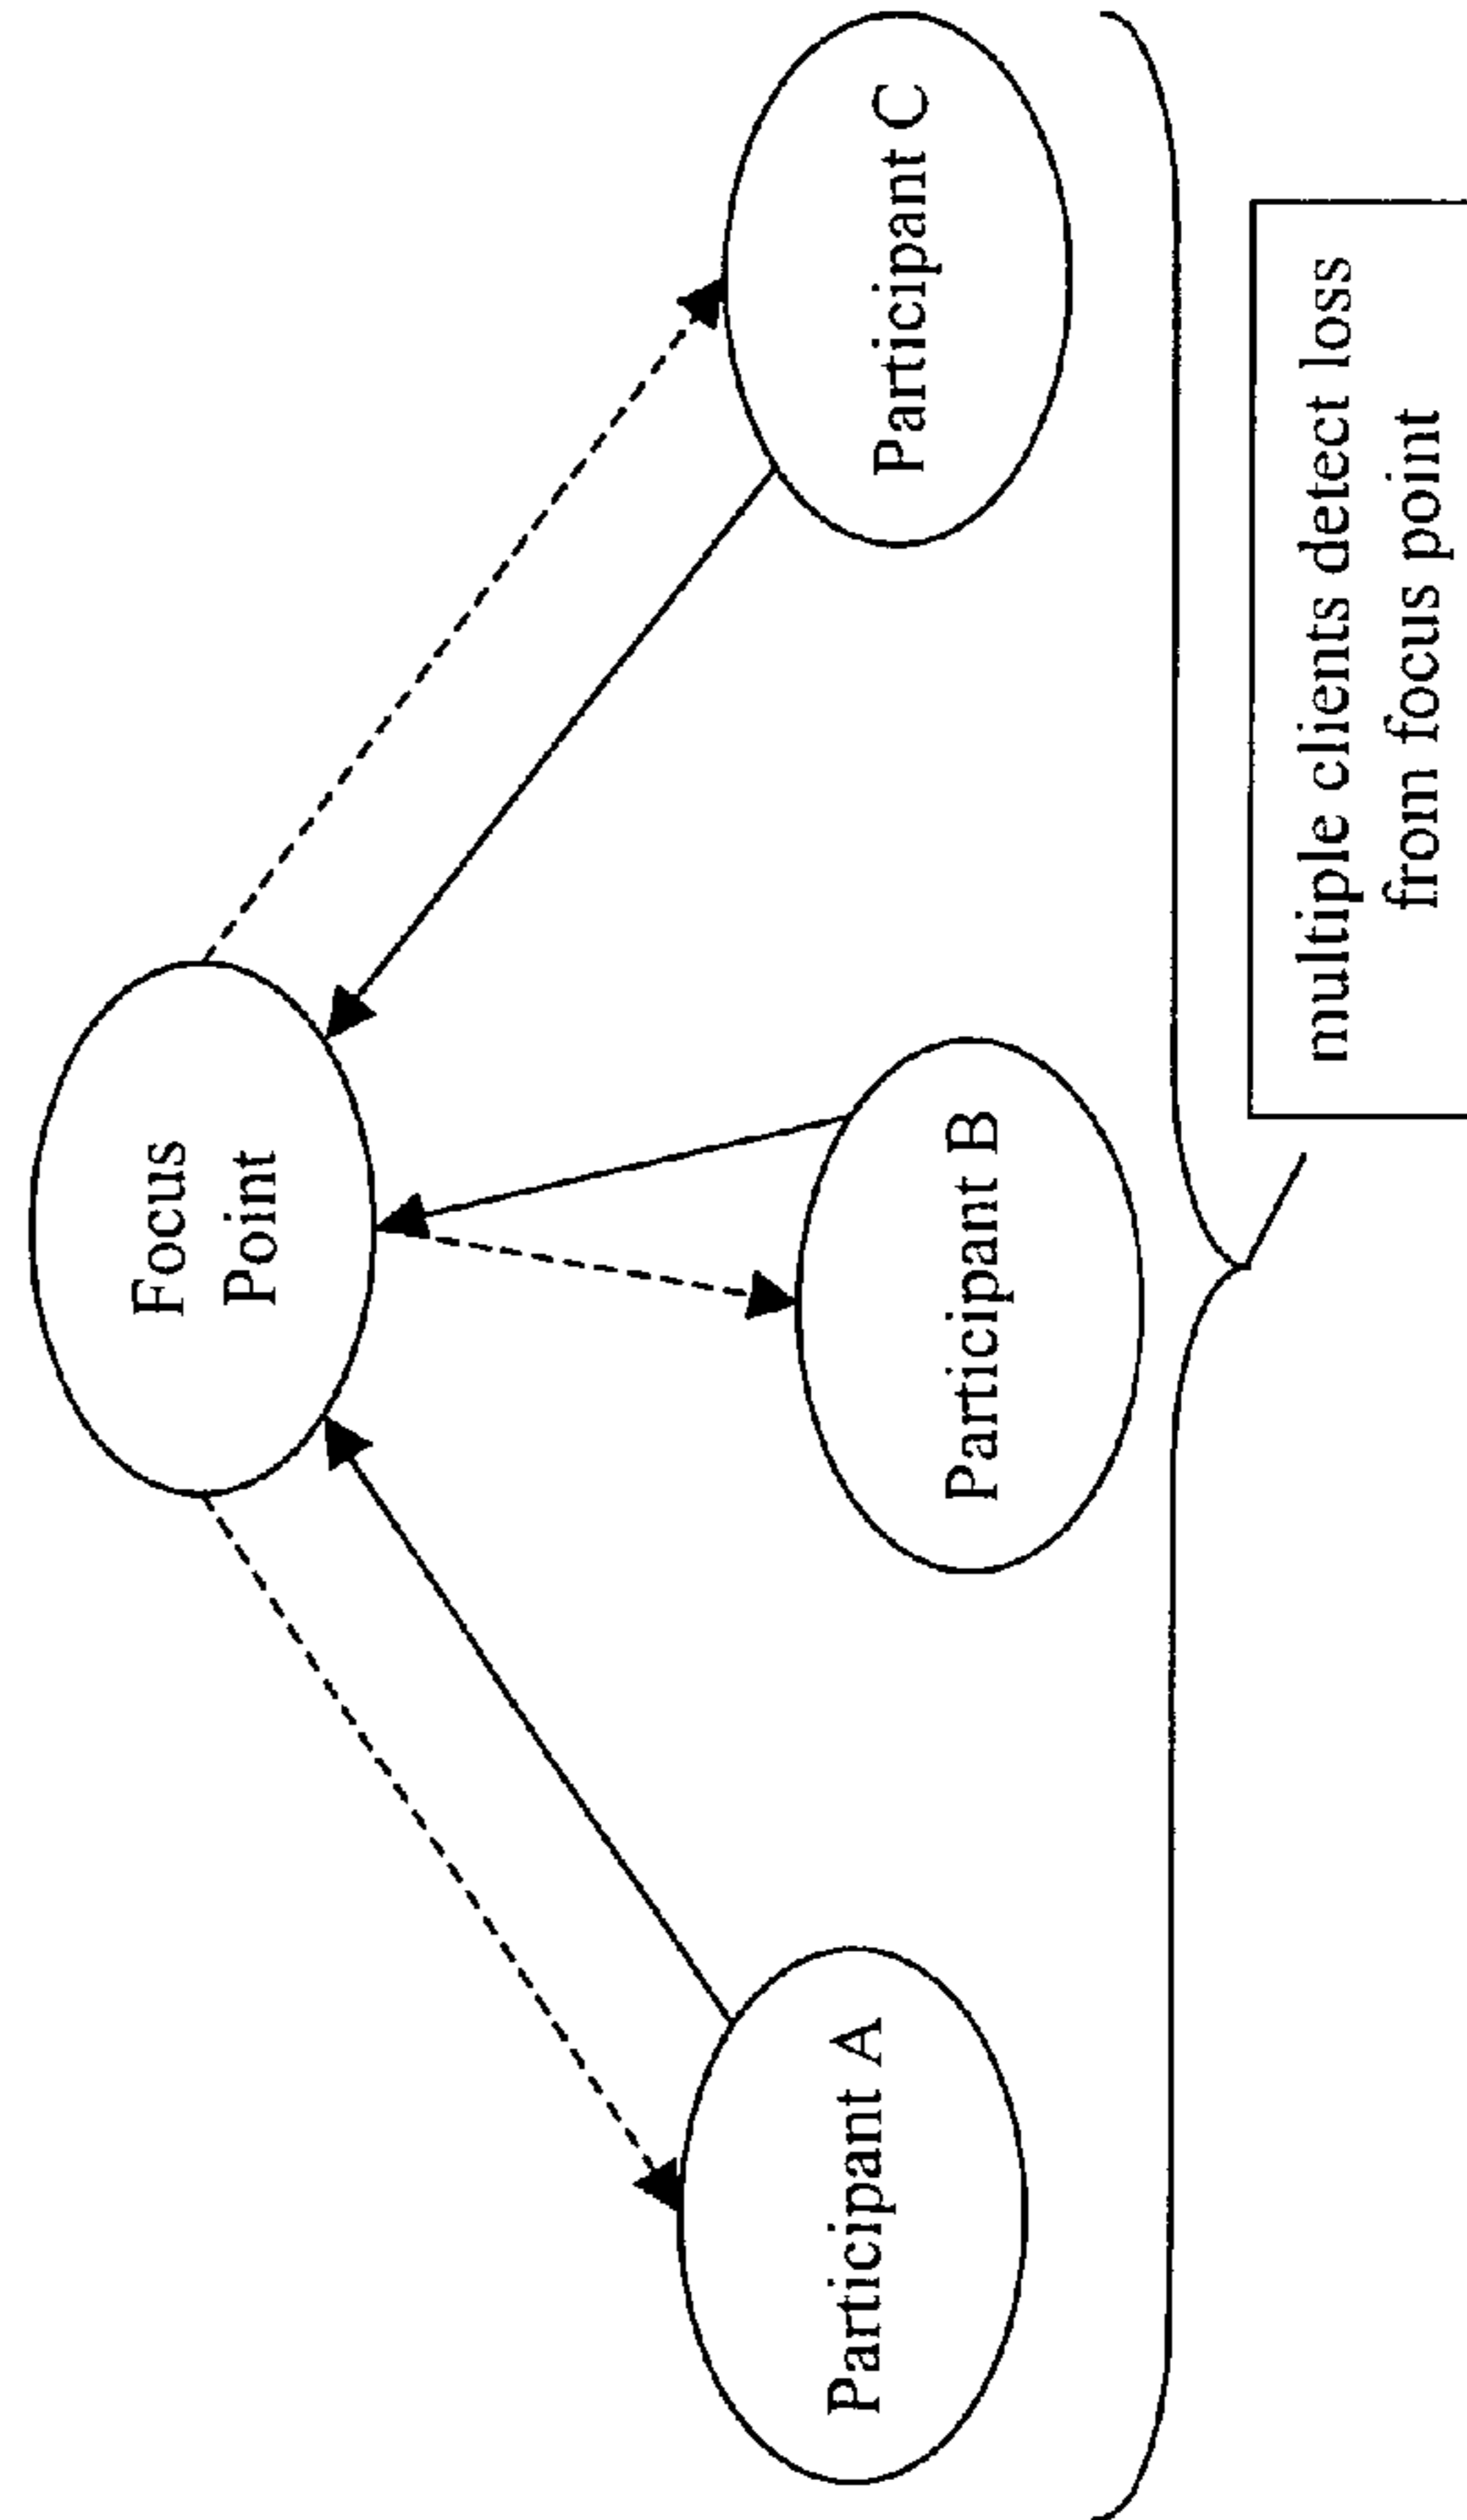 Focus
Point
Participant A
Participant B
Participant C
multiple clients detect loss
from focus point